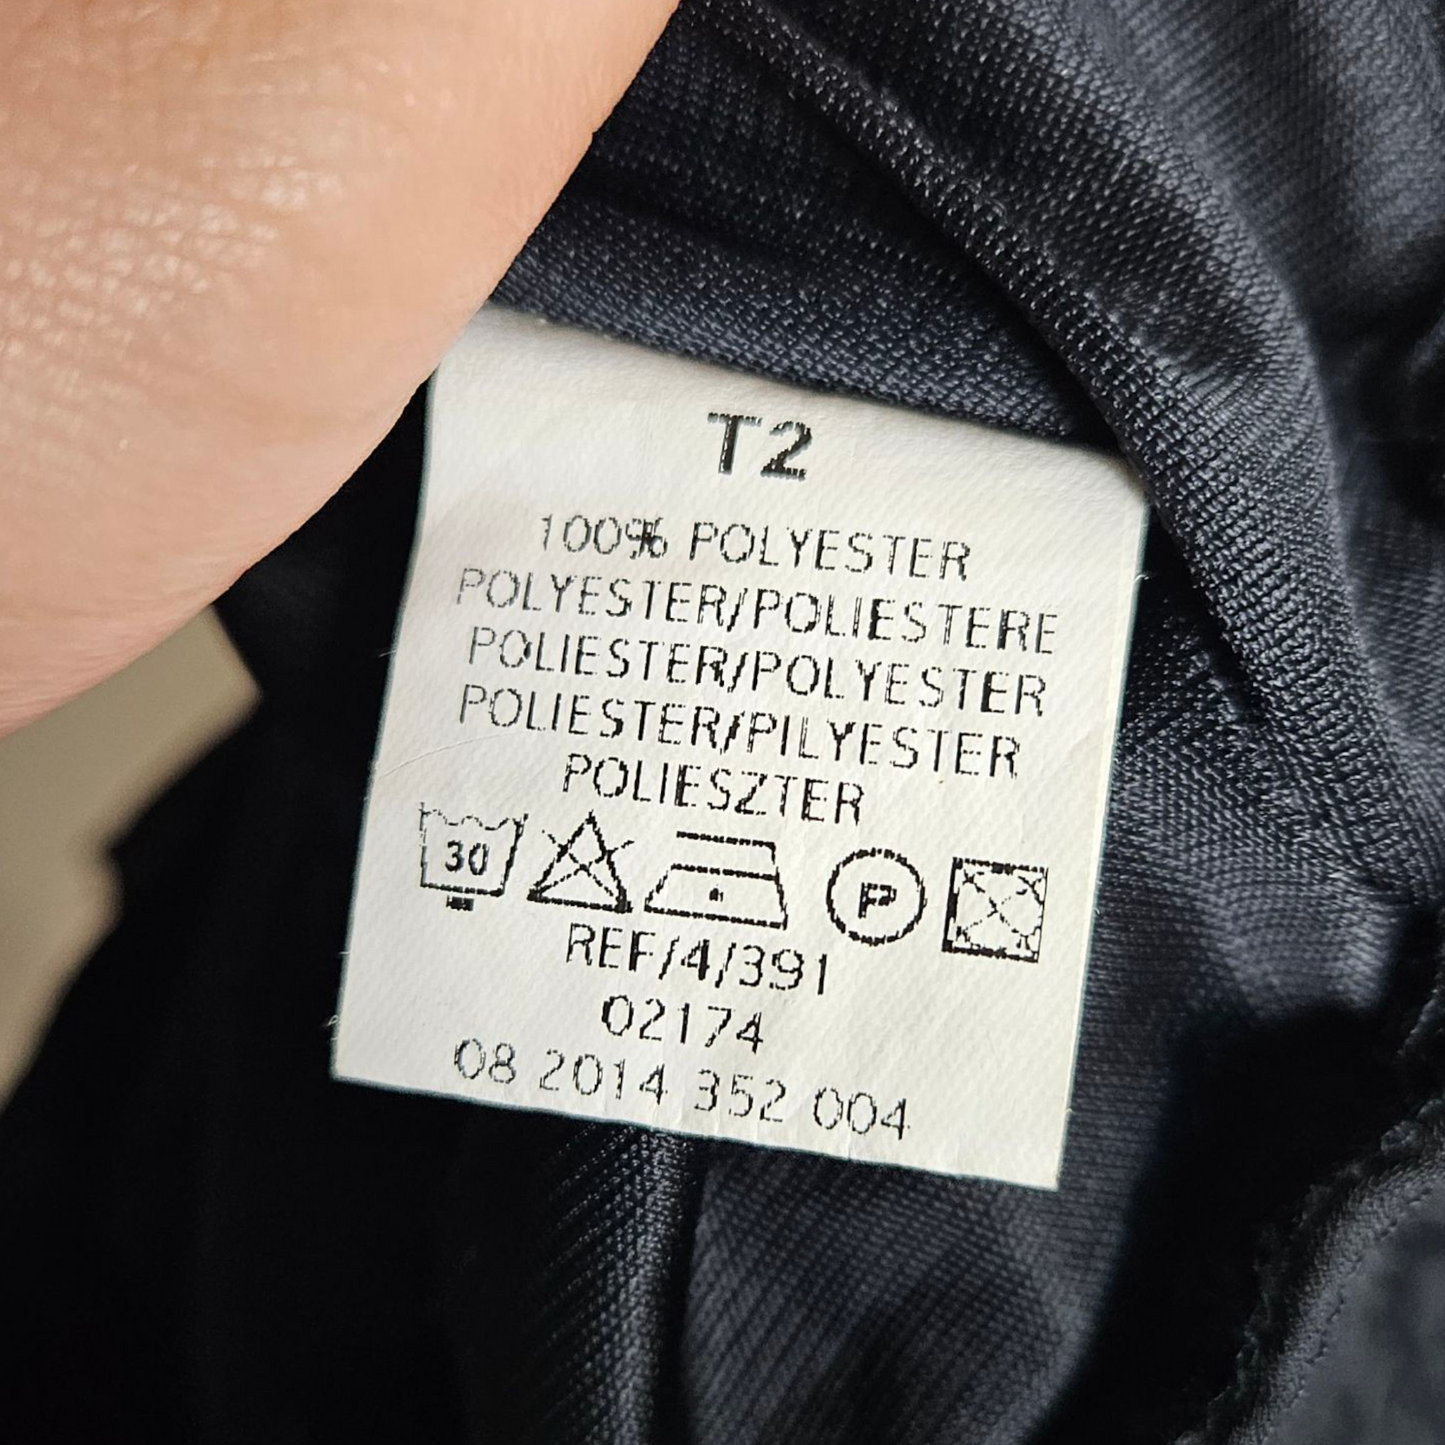 T2
100% POLYESTER
POLYESTER/POLIESTERE
POLIESTER/POLYESTER
POLIESTER/PILYESTER
POLIESZTER
30 P
REF/4/391
02174
08 2014 352 004